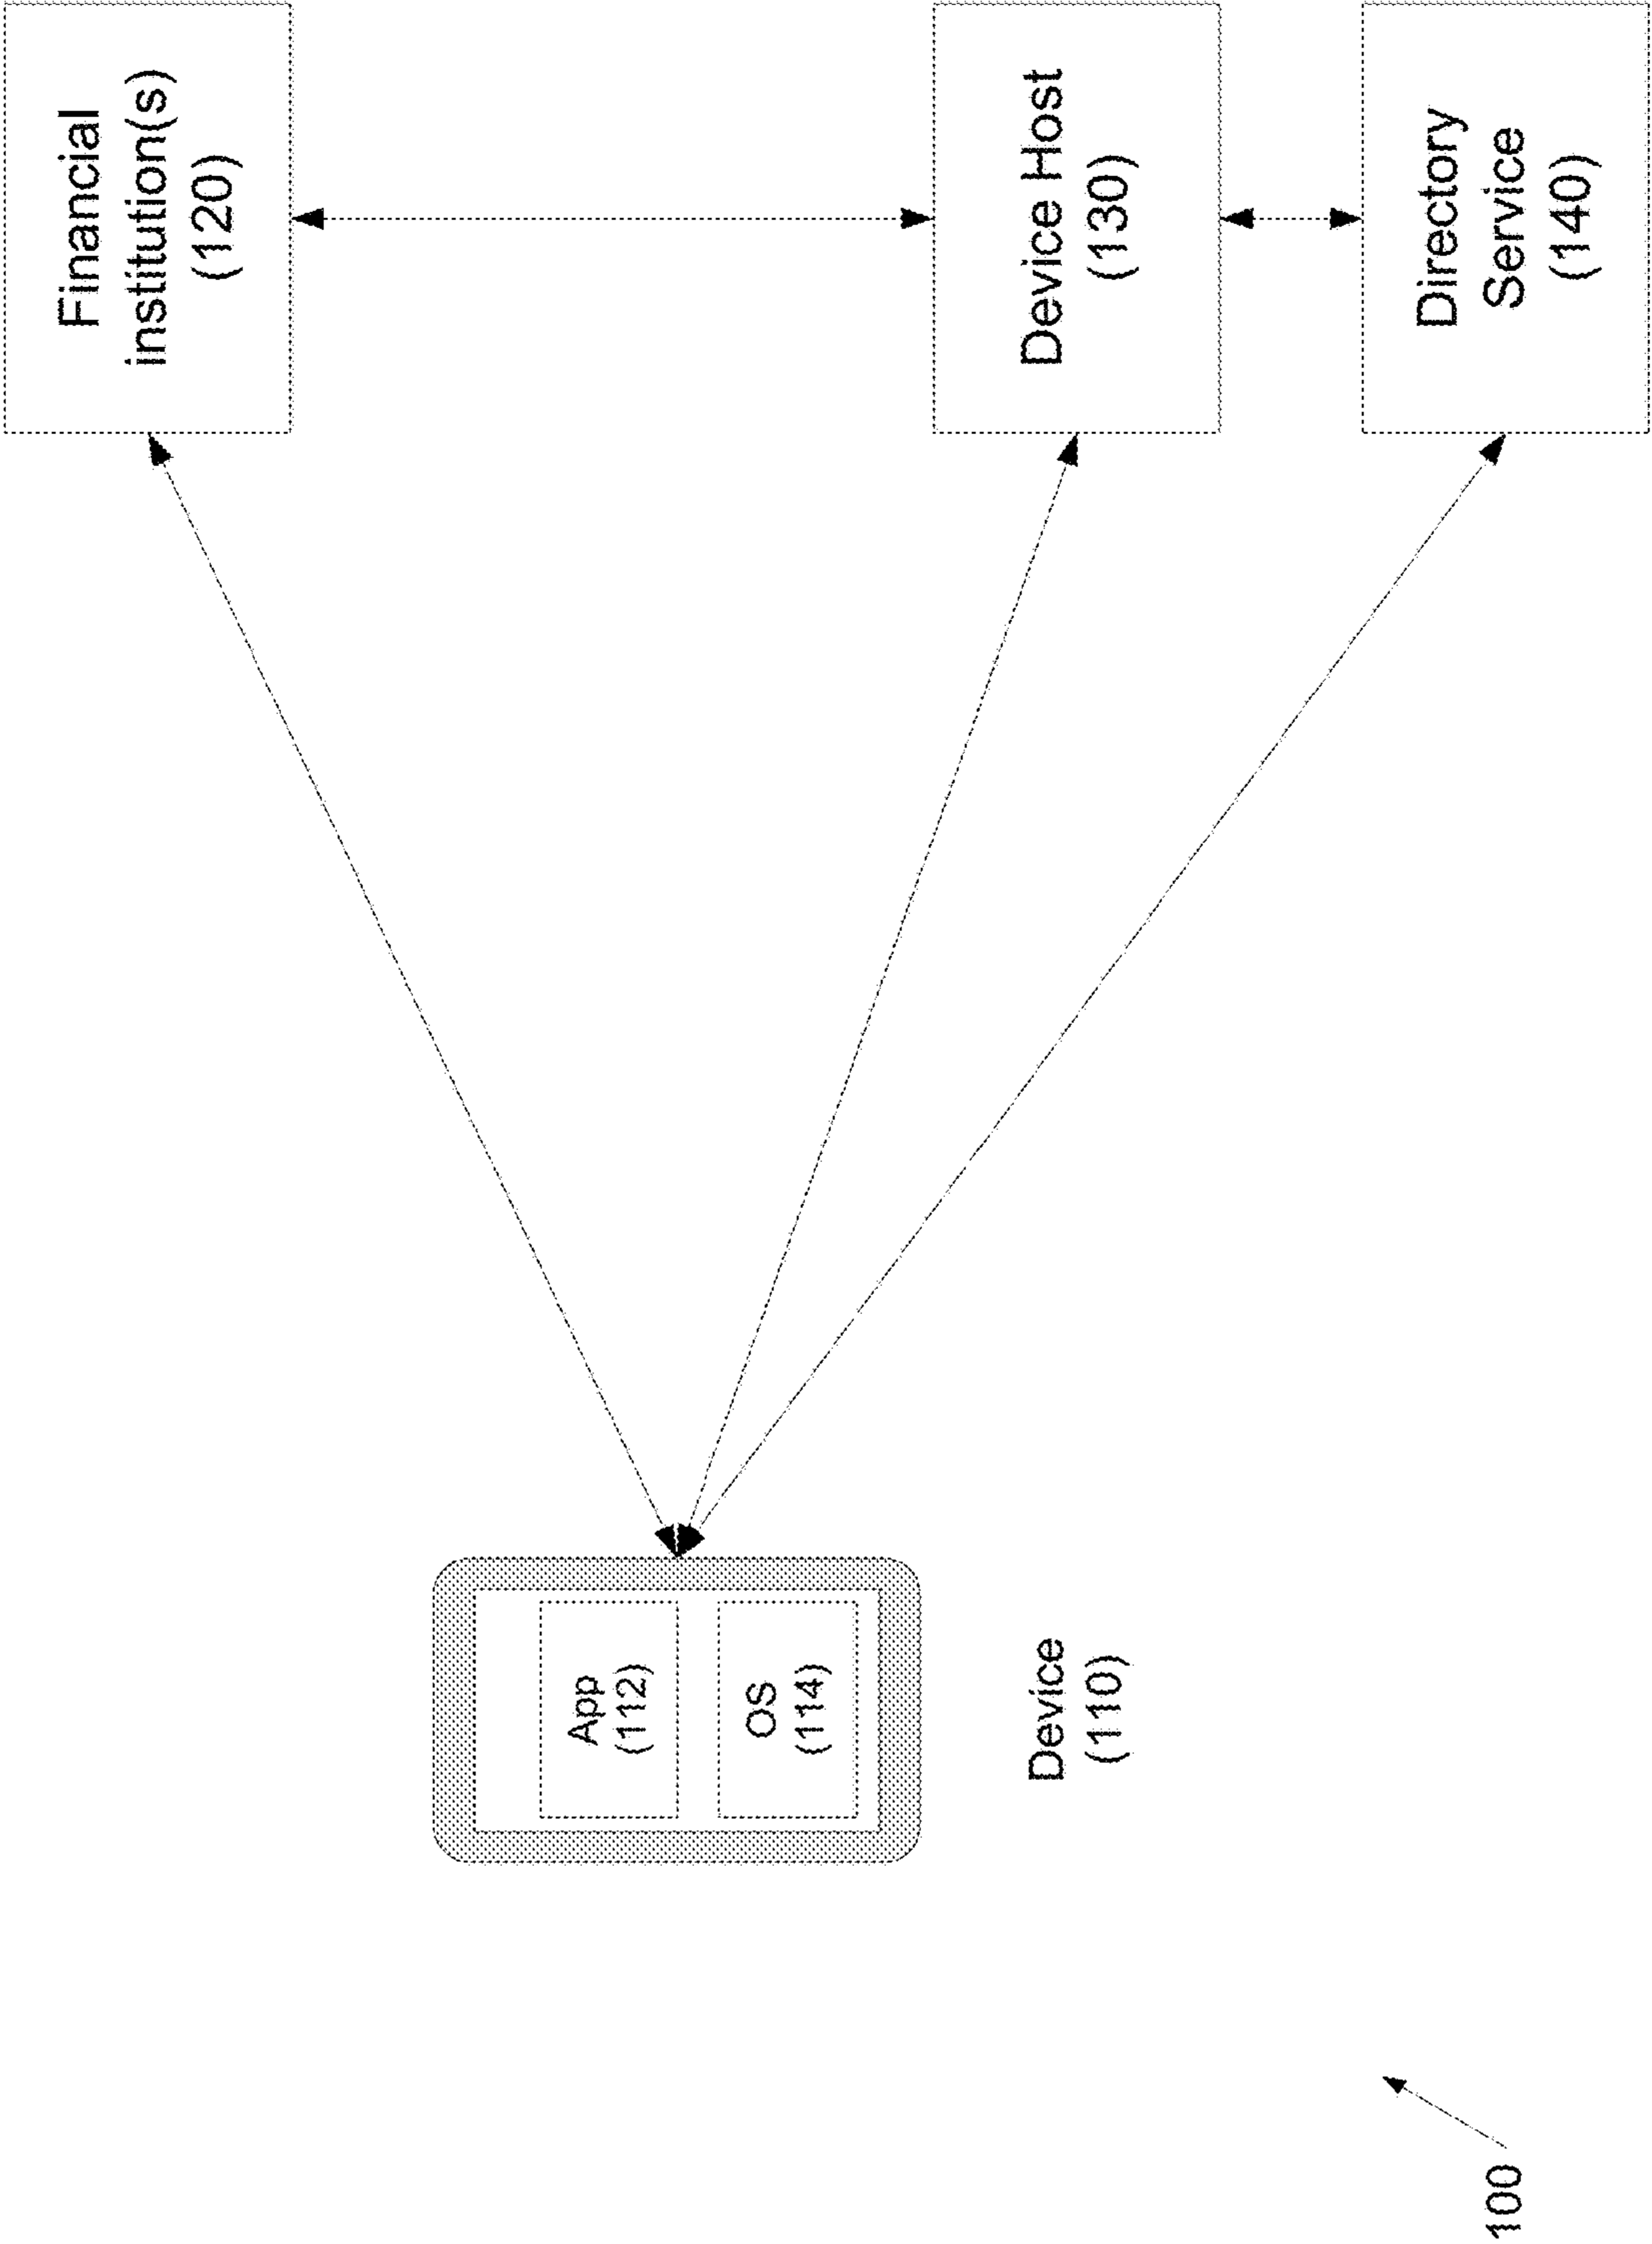 Financial
institution(s)
(120)
App
(112)
OS
(114)
Device
(110)
Device Host
(130)
Directory
Service
(140)
100